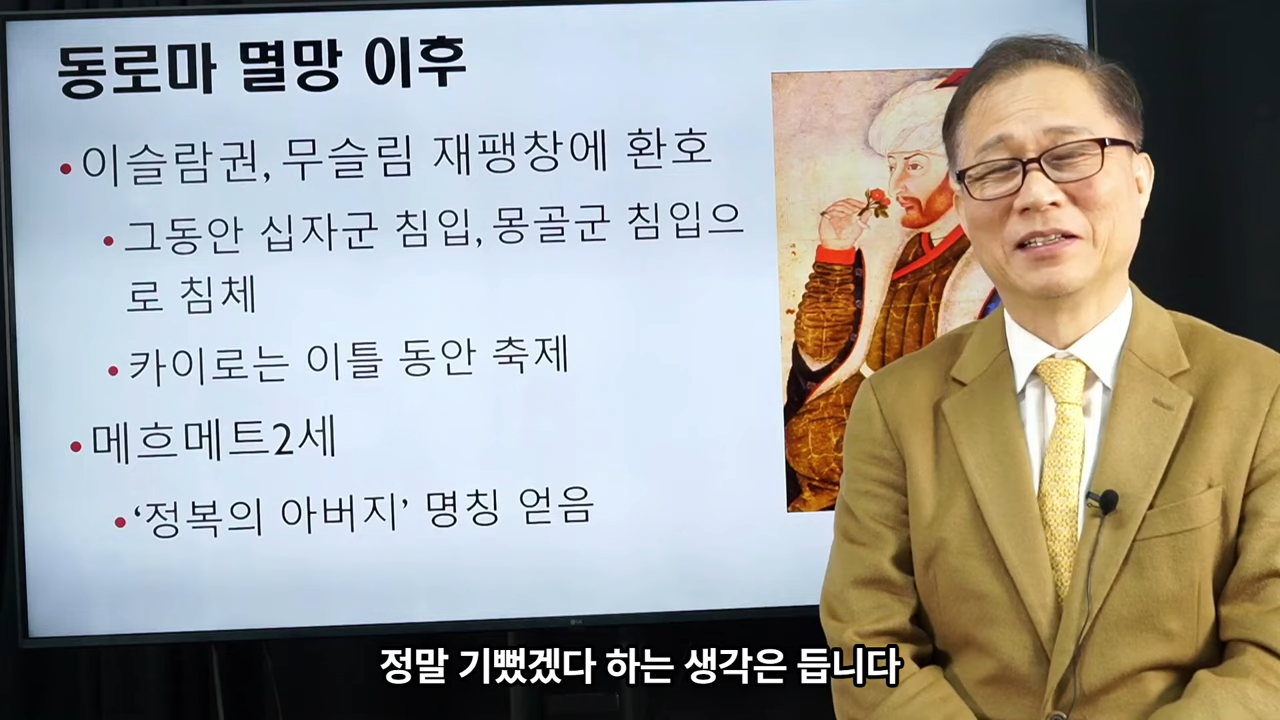 동로마 멸망 이후
•이슬람권, 무슬림 재팽창에 환호
•그동안 십자군 침입, 몽골군 침입으
로 침체
•카이로는 이틀 동안 축제
•메흐메트2세
•‘정복의 아버지’ 명칭 얻음
LG
정말 기뻤겠다 하는 생각은 듭니다